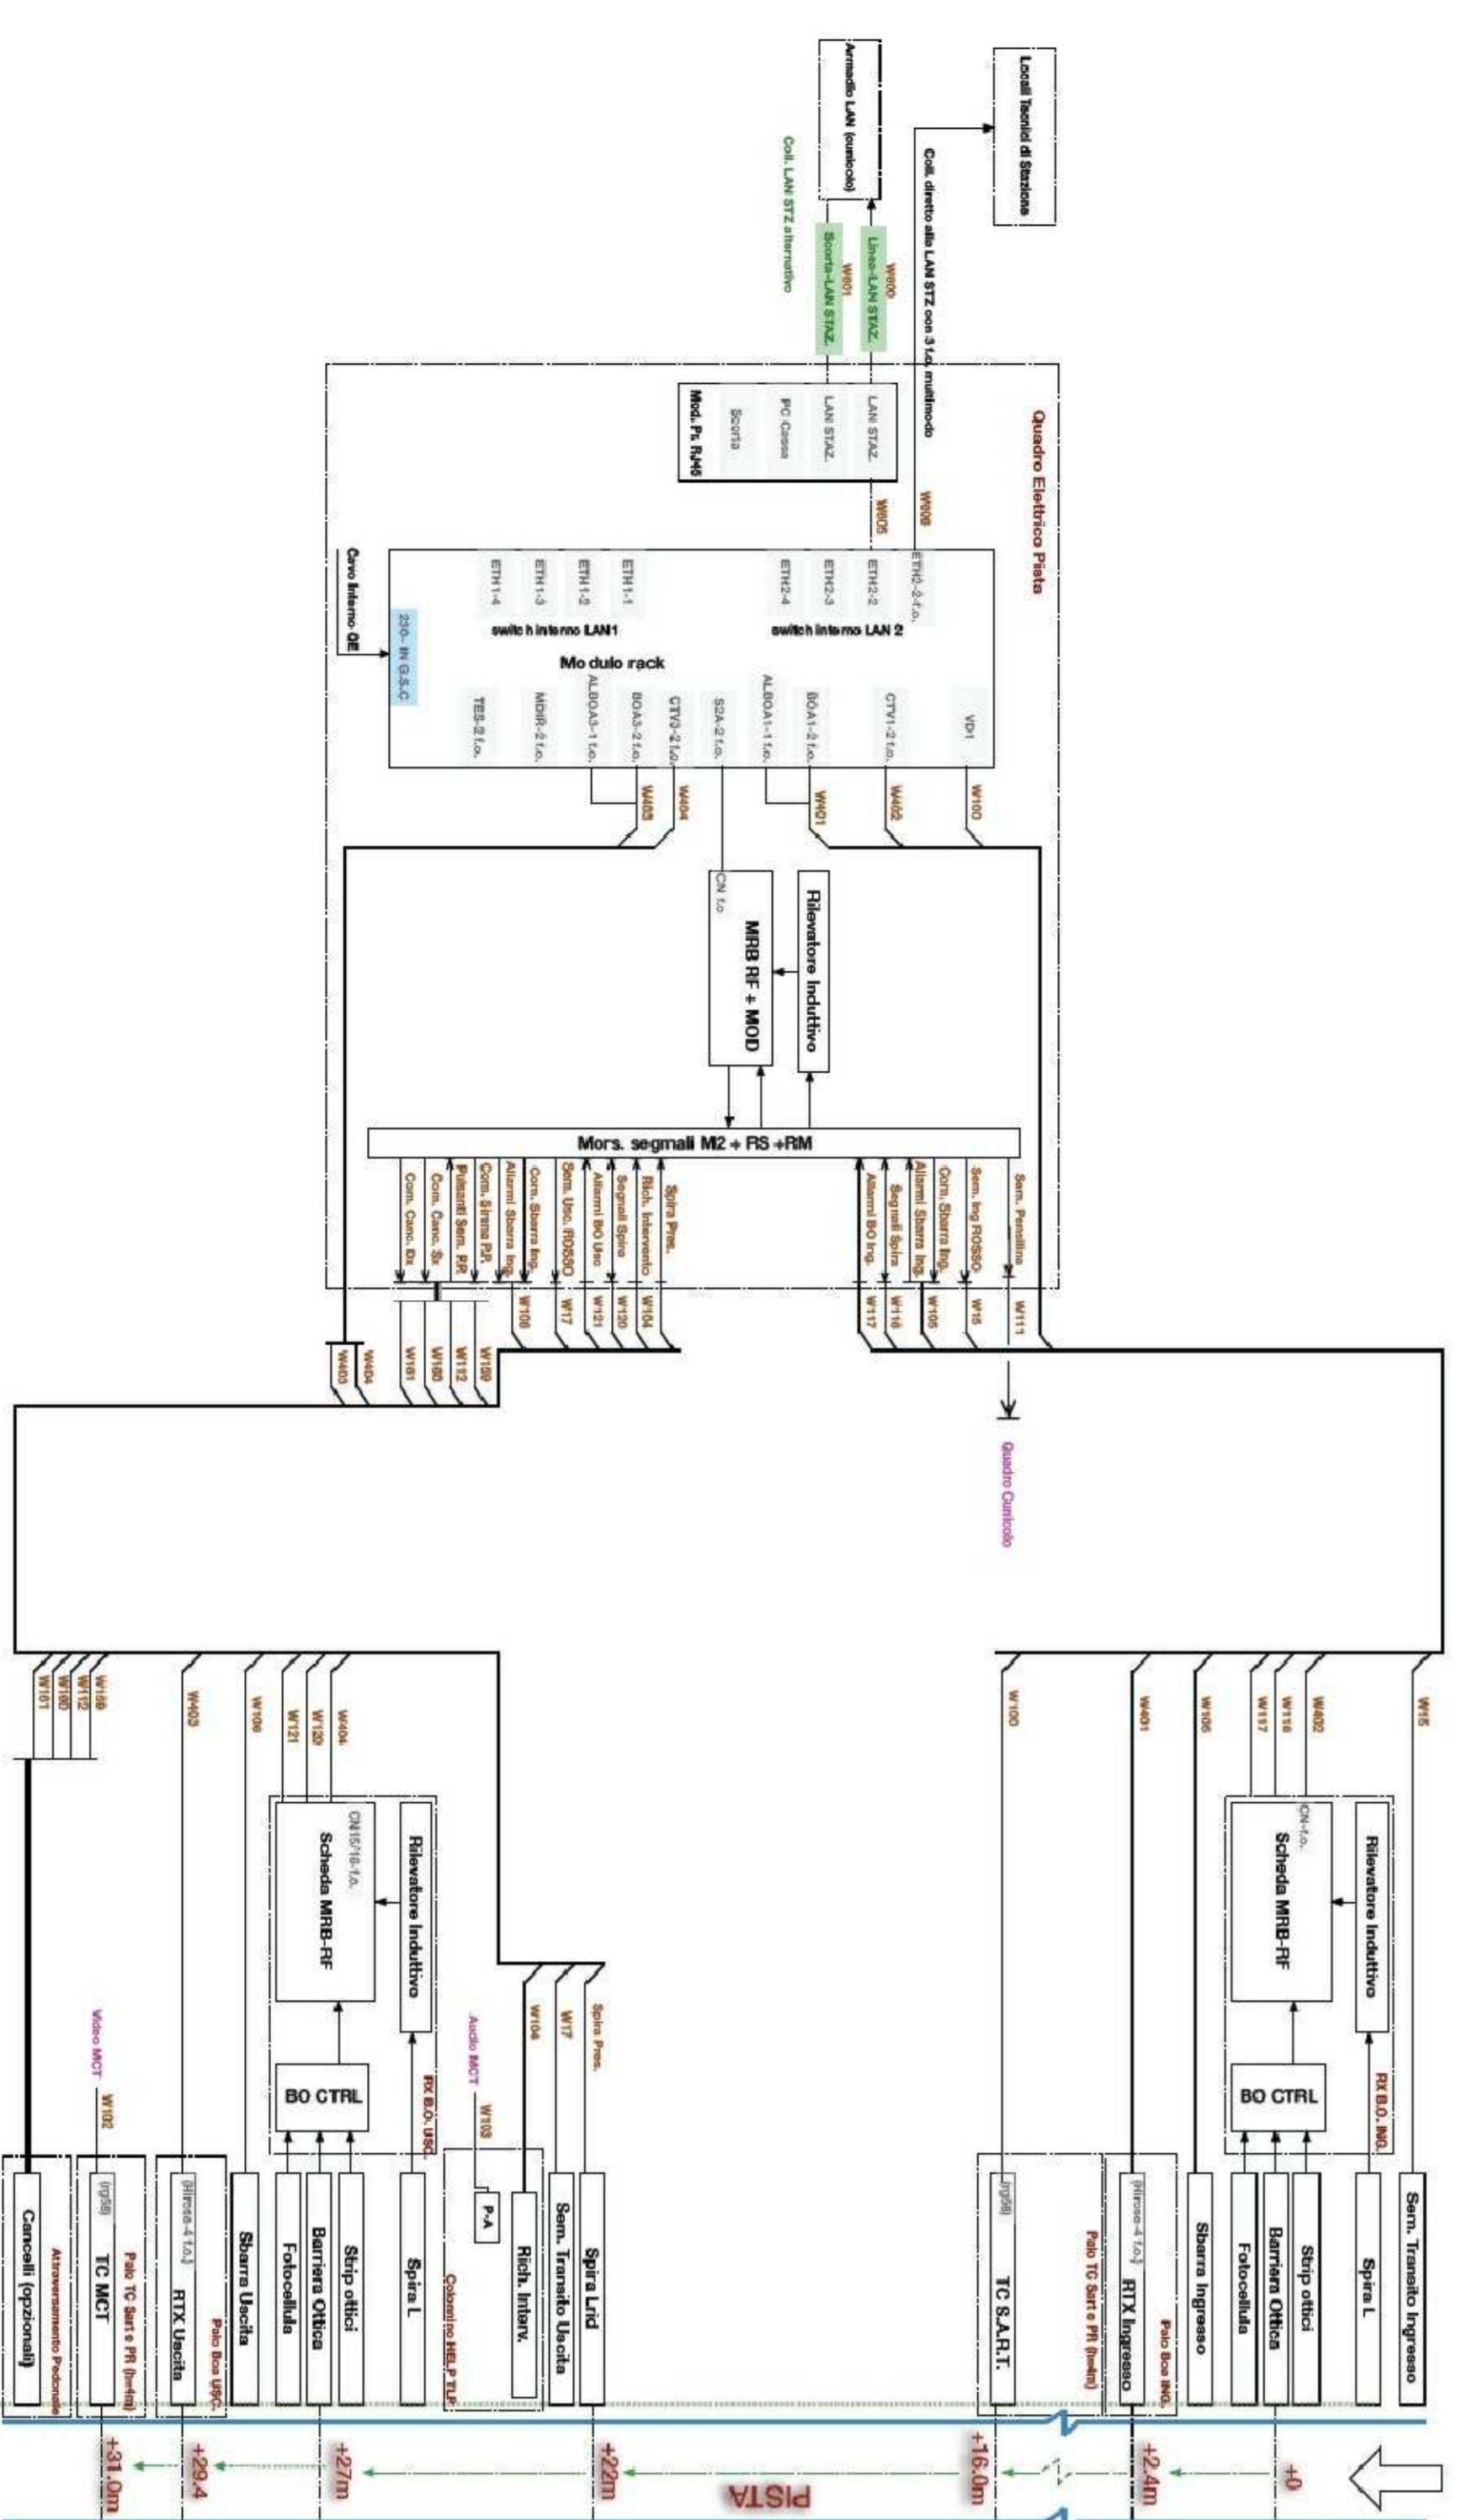 Locali Tecnici di Stazione
Armadio LAN (cunicolo)
Coll. diretto alla LAN STZ con 3 f.o. multimodo
W600
Linea-LAN STAZ.
W601
Scorta-LAN STAZ.
Coll. LAN STZ alternativo
Quadro Elettrico Pista
LAN STAZ.
LAN STAZ.
PC Cassa
Scorta
Mod. Pr. RJ45
W605
ETH2-2-f.o.
ETH2-2
ETH2-3
ETH2-4
switch interno LAN 2
ETH1-1
ETH1-2
ETH1-3
ETH1-4
switch interno LAN1
Modulo rack
Cavo Interno QE
230~ IN G.S.C
VD1
CTV1-2 f.o.
BOA1-2 f.o.
ALBOA1-1 f.o.
S2A-2 f.o.
CTV3-2 f.o.
BOA3-2 f.o.
ALBOA3-1 f.o.
MDIR-2 f.o.
TES-2 f.o.
W100
W402
W401
W404
W403
Rilevatore Induttivo
CN f.o
MRB RF + MOD
Mors. segmali M2 + RS +RM
Sem. Pensilina
Sem. Ing ROSSO
Com. Sbarra Ing.
Allarmi Sbarra Ing.
Segnali Spira
Allarmi BO Ing.
Spira Pres.
Rich. Intervento
Segnali Spira
Allarmi BO Usc
Sem. Usc. ROSSO
Com. Sbarra Ing.
Allarmi Sbarra Ing.
Com. Sirena P.P.
Pulsanti Sem. P.P.
Com. Canc. Sx
Com. Canc. Dx
W111
W15
W105
W116
W117
W104
W120
W121
W17
W106
W159
W112
W160
W161
W404
W403
Quadro Cunicolo
W15
W402
W116
W117
W105
W401
W100
Rilevatore Induttivo
CN-f.o.
Scheda MRB-RF
BO CTRL
RX B.O. ING.
Sem. Transito Ingresso
Spira L
Strip ottici
Barriera Ottica
Fotocellula
Sbarra Ingresso
Palo Boa ING.
(Hirose-4 f.o.)
RTX Ingresso
Palo TC Sart e PR (h=4m)
(rg58)
TC S.A.R.T.
Spira Pres.
W17
W104
Spira Lrid
Sem. Transito Uscita
Rich. Interv.
P.A
Audio MCT
W103
Colonnino HELP TLP
W404
W120
W121
W106
W403
W159
W112
W160
W161
Rilevatore Induttivo
CN15/16-f.o.
Scheda MRB-RF
BO CTRL
RX B.O. USC.
Spira L
Strip ottici
Barriera Ottica
Fotocellula
Sbarra Uscita
Palo Boa USC.
(Hirose-4 f.o.)
RTX Uscita
Palo TC Sart e PR (h=4m)
Video MCT
W102
(rg58)
TC MCT
Attraversamento Pedonale
Cancelli (opzionali)
+0
+2.4m
+16.0m
PISTA
+22m
+27m
+29.4
+31.0m